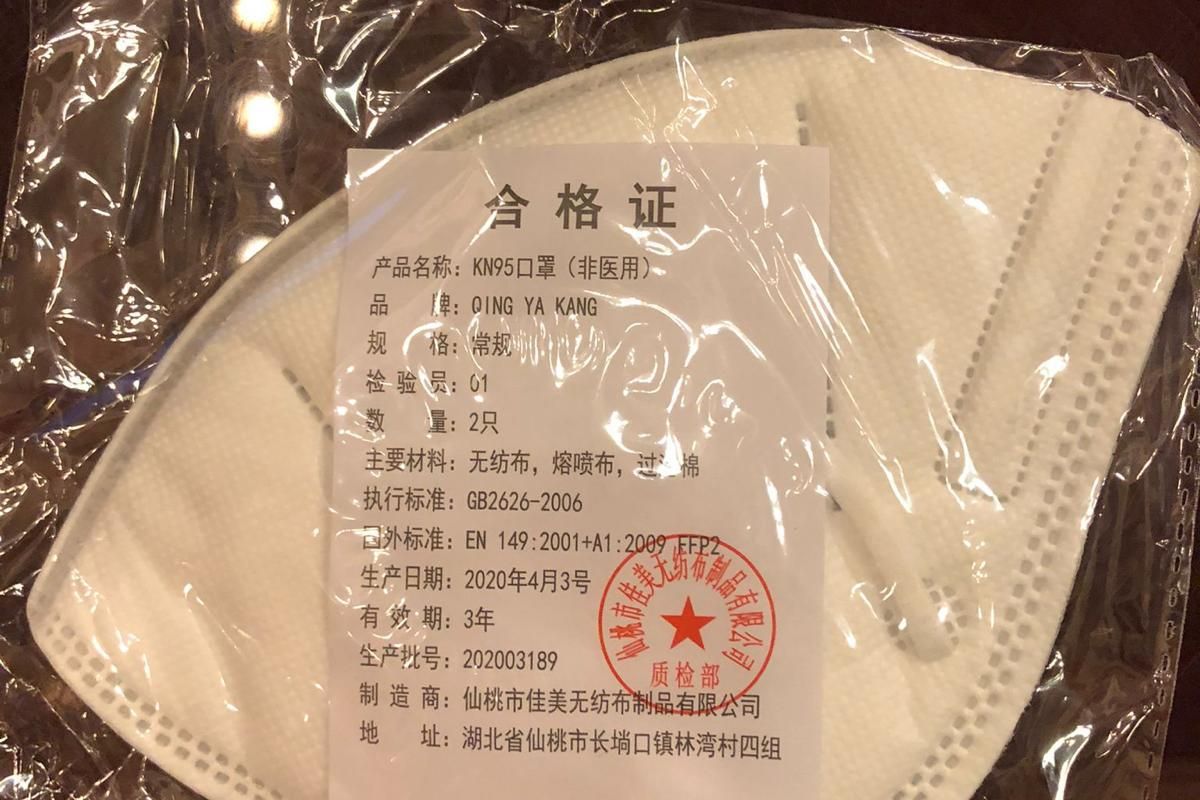 合格证
产品名称：KN95口罩（非医用）
品 牌：QING YA KANG
规 格：常规
检 验 员：01
数 量：2只
主要材料：无纺布，熔喷布，过滤棉
执行标准：GB2626-2006
国外标准：EN 149:2001+A1:2009 FFP2
生产日期：2020年4月3号
有 效 期：3年
生产批号：202003189
制 造 商：仙桃市佳美无纺布制品有限公司
地 址：湖北省仙桃市长埫口镇林湾村四组
仙桃市佳美无纺布制品有限公司
质检部